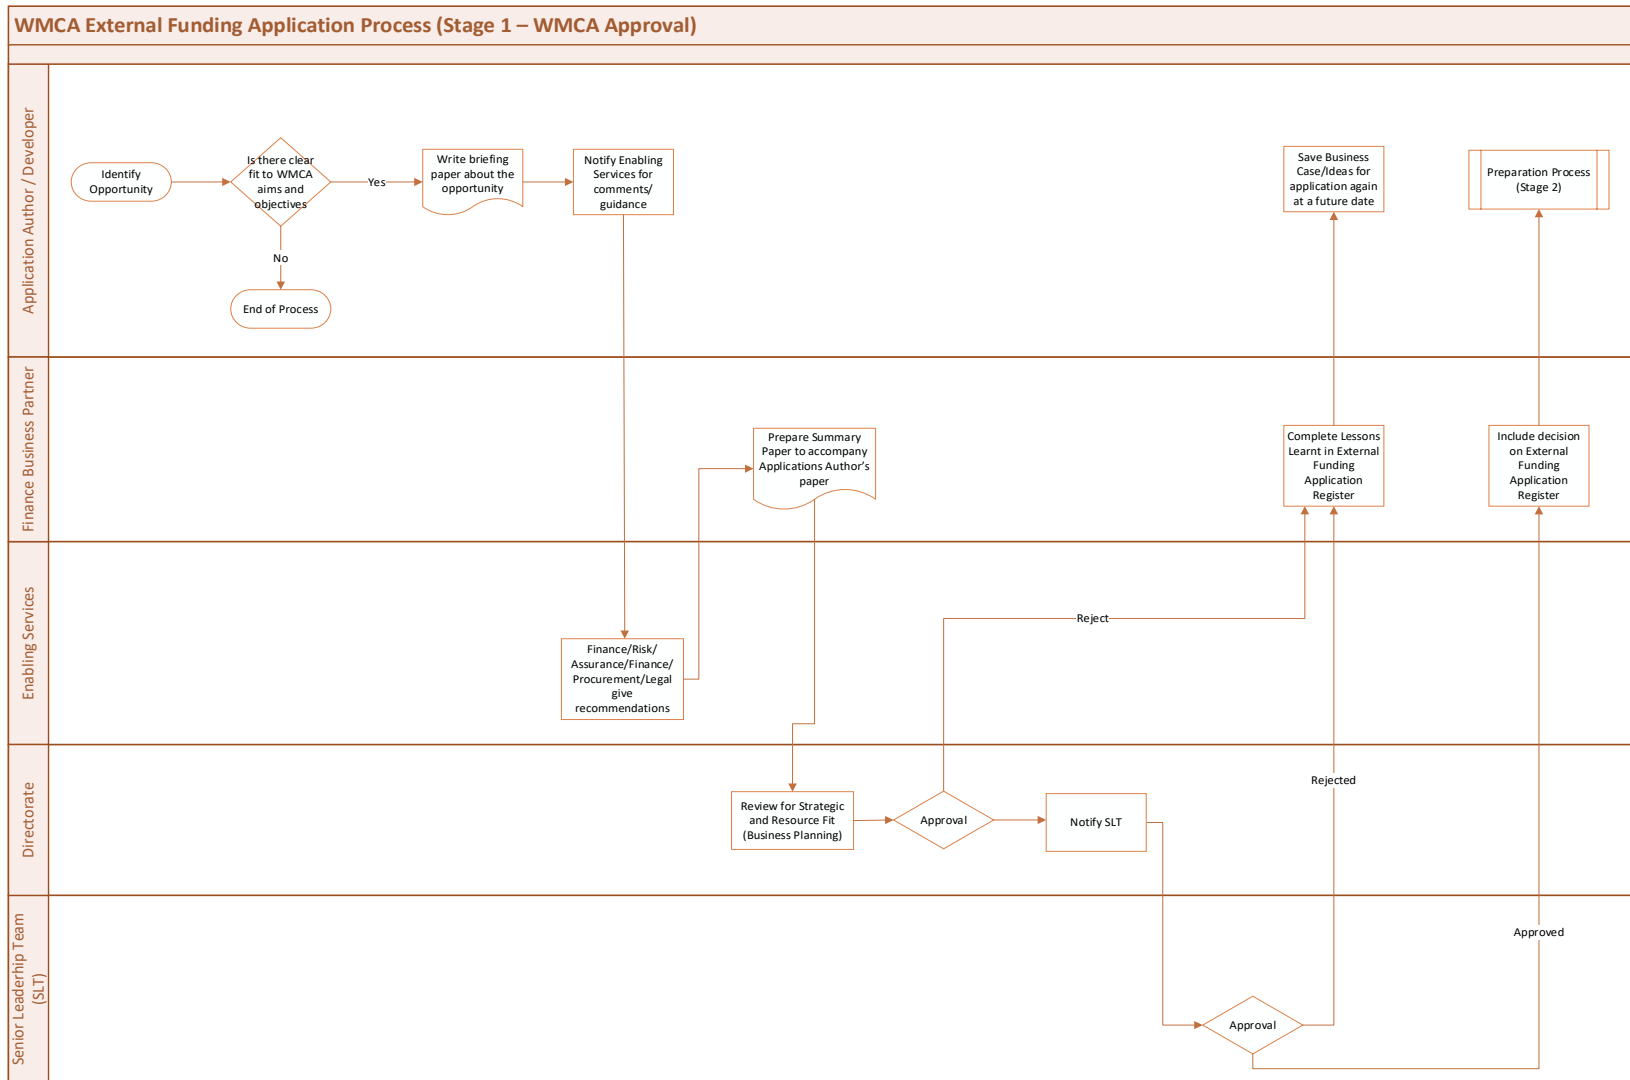 WMCA External Funding Application Process (Stage 1 – WMCA Approval)
Application Author / Developer
Identify
Opportunity
Is there clear
fit to WMCA
aims and
objectives
Yes
No
End of Process
Write briefing
paper about the
opportunity
Notify Enabling
Services for
comments/
guidance
Save Business
Case/Ideas for
application again
at a future date
Preparation Process
(Stage 2)
Finance Business Partner
Prepare Summary
Paper to accompany
Applications Author's
paper
Complete Lessons
Learnt in External
Funding
Application
Register
Include decision
on External
Funding
Application
Register
Enabling Services
Finance/Risk/
Assurance/Finance/
Procurement/Legal
give
recommendations
Reject
Directorate
Review for Strategic
and Resource Fit
(Business Planning)
Approval
Notify SLT
Rejected
Senior Leaderhip Team
(SLT)
Approval
Approved